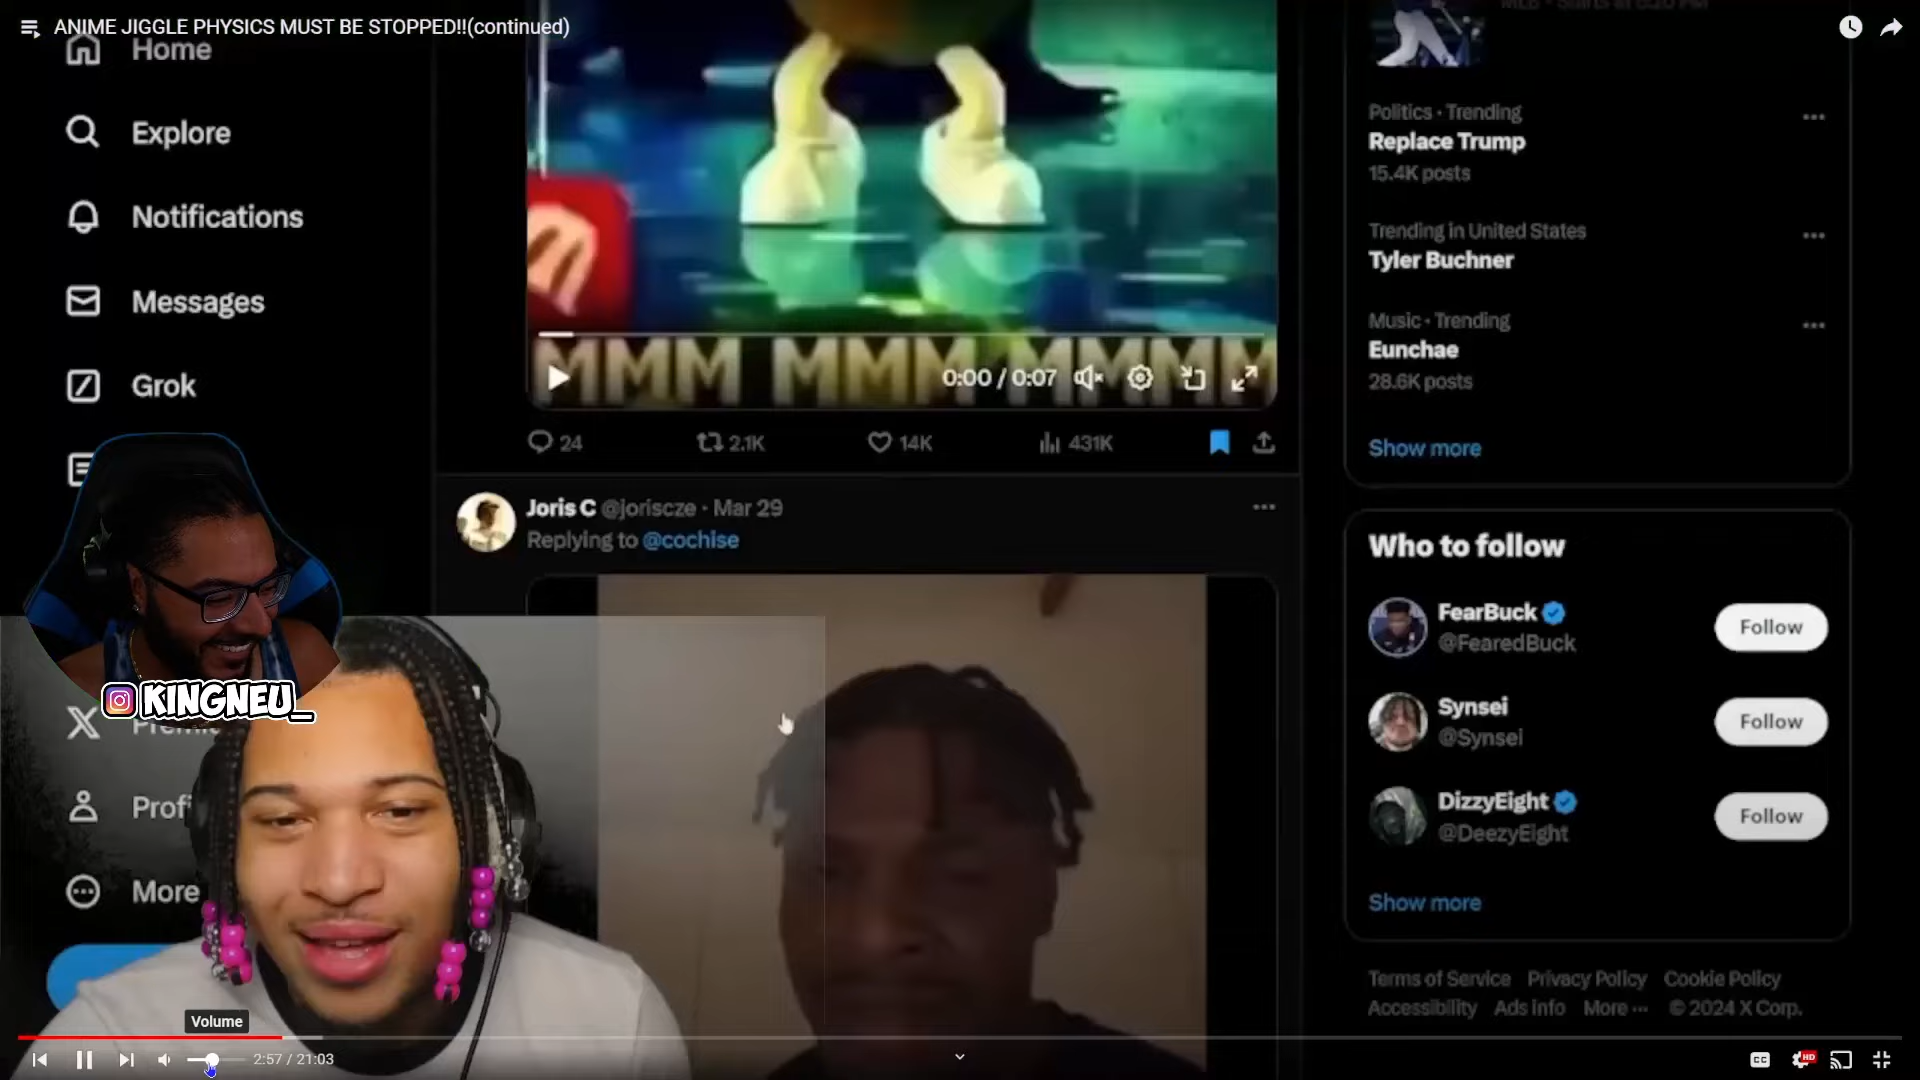 ANIME JIGGLE PHYSICS MUST BE STOPPED!!(continued)
Home
Explore
Notifications
Messages
Grok
More
KINGNEU_
MMM MMM MMMMM
0:00 / 0:07
24
2.1K
14K
431K
Joris C @joriscze · Mar 29
Replying to @cochise
Politics · Trending
Replace Trump
15.4K posts
Trending in United States
Tyler Buchner
Music · Trending
Eunchae
28.6K posts
Show more
Who to follow
FearBuck
@FearedBuck
Follow
Synsei
@Synsei
Follow
DizzyEight
@DeezyEight
Follow
Show more
Terms of Service Privacy Policy Cookie Policy
Accessibility Ads info More ··· © 2024 X Corp.
Volume
2:57 / 21:03
CC
HD